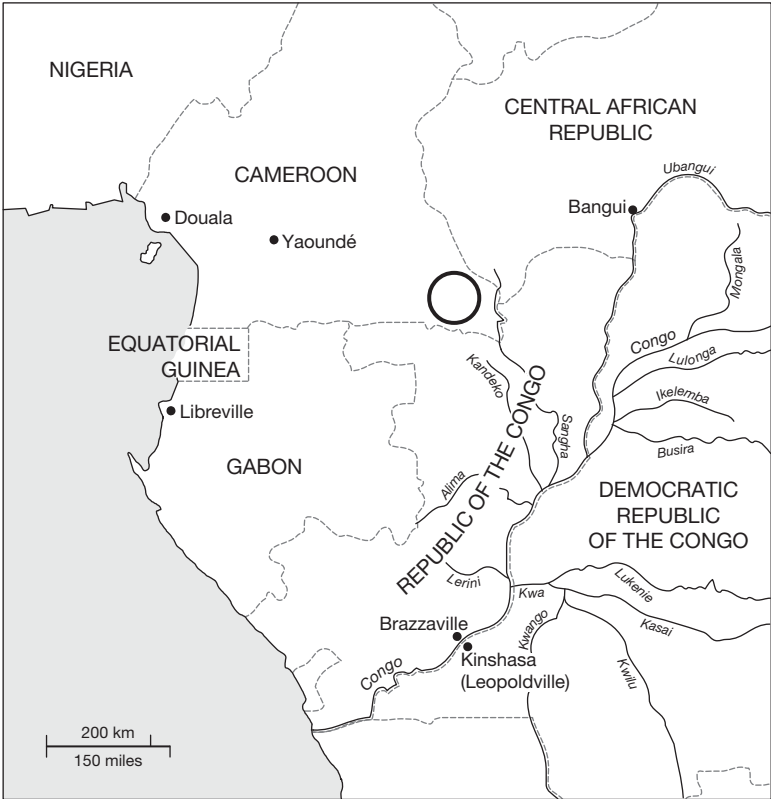 NIGERIA
CENTRAL AFRICAN
REPUBLIC
CAMEROON
Ubangui
Bangui
Douala
Yaoundé
Mongala
EQUATORIAL
GUINEA
Congo
Lulonga
Kandeko
Ikelemba
Libreville
Sangha
Busira
GABON
REPUBLIC OF THE CONGO
Alima
DEMOCRATIC
REPUBLIC
OF THE CONGO
Lerini
Kwa
Lukenie
Kasai
Brazzaville
Kwango
Kinshasa
(Leopoldville)
Congo
Kwilu
200 km
150 miles